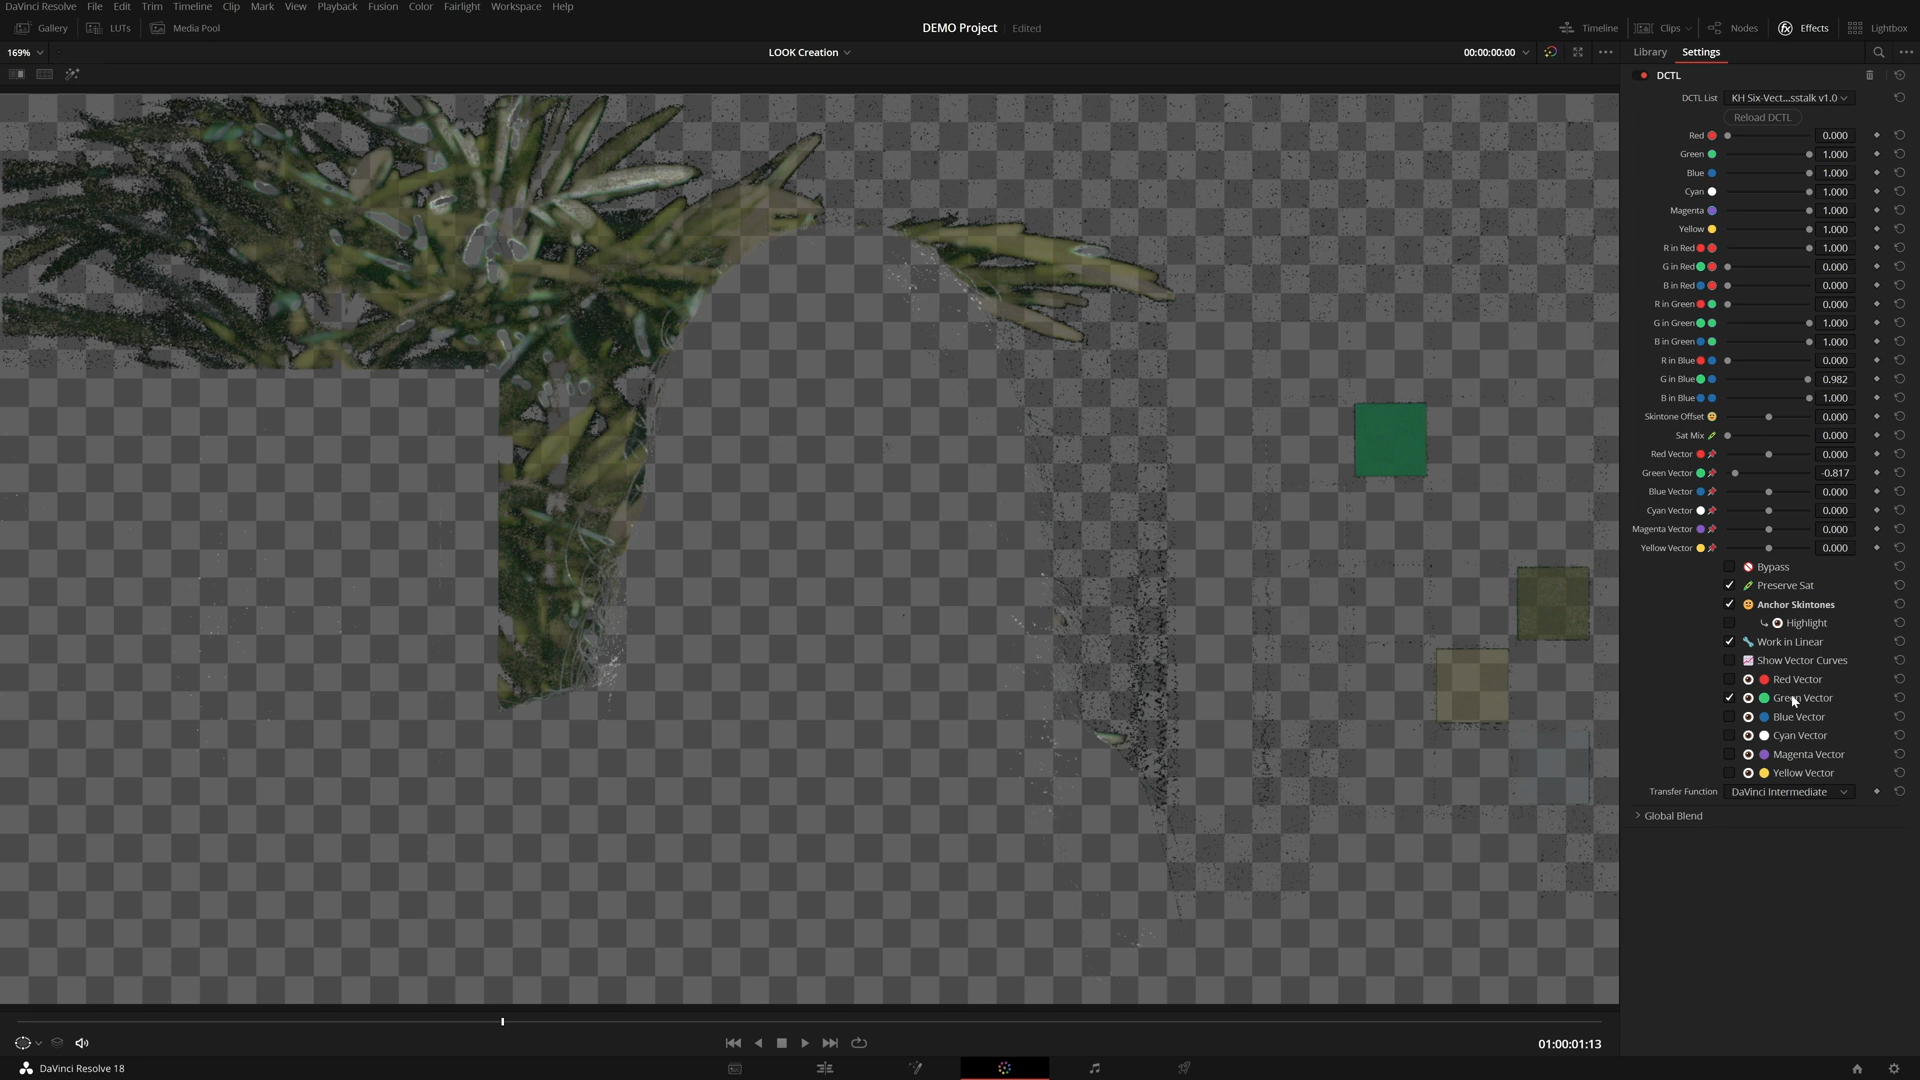 DaVinci Resolve File Edit Trim Timeline Clip Mark View Playback Fusion Color Fairlight Workspace Help
Gallery LUTs Media Pool DEMO Project Edited Timeline Clips Nodes Effects Lightbox
169% LOOK Creation 00:00:00:00 Library Settings
DCTL
DCTL List KH Six-Vect...sstalk v1.0
Reload DCTL
Red 0.000
Green 1.000
Blue 1.000
Cyan 1.000
Magenta 1.000
Yellow 1.000
R in Red 1.000
G in Red 0.000
B in Red 0.000
R in Green 0.000
G in Green 1.000
B in Green 1.000
R in Blue 0.000
G in Blue 0.982
B in Blue 1.000
Skintone Offset 0.000
Sat Mix 0.000
Red Vector 0.000
Green Vector -0.817
Blue Vector 0.000
Cyan Vector 0.000
Magenta Vector 0.000
Yellow Vector 0.000
Bypass
Preserve Sat
Anchor Skintones
Highlight
Work in Linear
Show Vector Curves
Red Vector
Green Vector
Blue Vector
Cyan Vector
Magenta Vector
Yellow Vector
Transfer Function DaVinci Intermediate
Global Blend
01:00:01:13
DaVinci Resolve 18